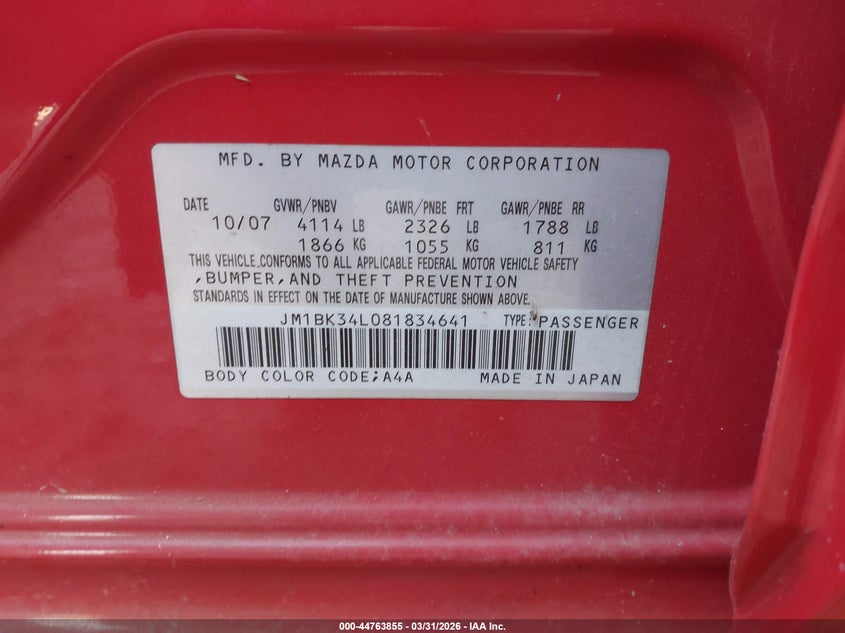 MFD. BY MAZDA MOTOR CORPORATION
DATE GVWR/PNBV GAWR/PNBE FRT GAWR/PNBE RR
10/07 4114 LB 2326 LB 1788 LB
1866 KG 1055 KG 811 KG
THIS VEHICLE CONFORMS TO ALL APPLICABLE FEDERAL MOTOR VEHICLE SAFETY
,BUMPER,AND THEFT PREVENTION
STANDARDS IN EFFECT ON THE DATE OF MANUFACTURE SHOWN ABOVE.
JM1BK34L081834641 TYPE: PASSENGER
BODY COLOR CODE;A4A MADE IN JAPAN
000-44763855 — 03/31/2026 — IAA Inc.